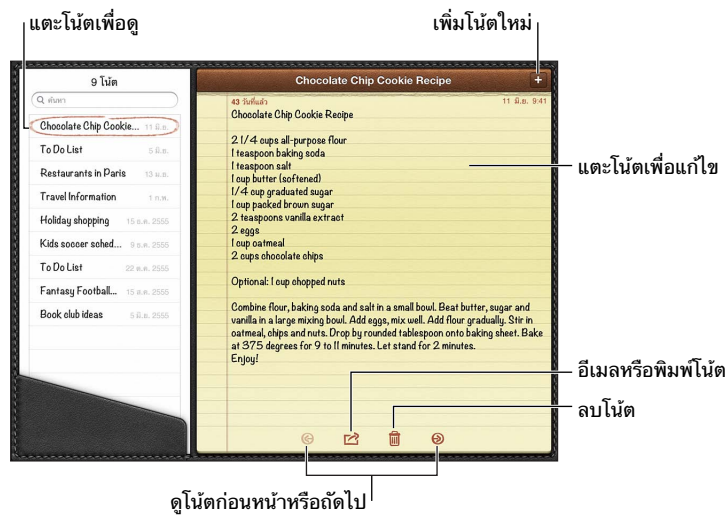 แตะโน้ตเพื่อดู
เพิ่มโน้ตใหม่
9 โน้ต
ค้นหา
Chocolate Chip Cookie... 11 มิ.ย.
To Do List 5 มิ.ย.
Restaurants in Paris 13 เม.ย.
Travel Information 1 ก.พ.
Holiday shopping 15 ธ.ค. 2555
Kids soccer sched... 9 ธ.ค. 2555
To Do List 22 ต.ค. 2555
Fantasy Football... 15 ส.ค. 2555
Book club ideas 5 มิ.ย. 2555
Chocolate Chip Cookie Recipe
+
43 วันที่แล้ว 11 มิ.ย. 9:41
Chocolate Chip Cookie Recipe
2 1/4 cups all-purpose flour
1 teaspoon baking soda
1 teaspoon salt
1 cup butter (softened)
1/4 cup graduated sugar
1 cup packed brown sugar
2 teaspoons vanilla extract
2 eggs
1 cup oatmeal
2 cups chocolate chips
Optional: 1 cup chopped nuts
Combine flour, baking soda and salt in a small bowl. Beat butter, sugar and
vanilla in a large mixing bowl. Add eggs, mix well. Add flour gradually. Stir in
oatmeal, chips and nuts. Drop by rounded tablespoon onto baking sheet. Bake
at 375 degrees for 9 to 11 minutes. Let stand for 2 minutes.
Enjoy!
แตะโน้ตเพื่อแก้ไข
อีเมลหรือพิมพ์โน้ต
ลบโน้ต
ดูโน้ตก่อนหน้าหรือถัดไป